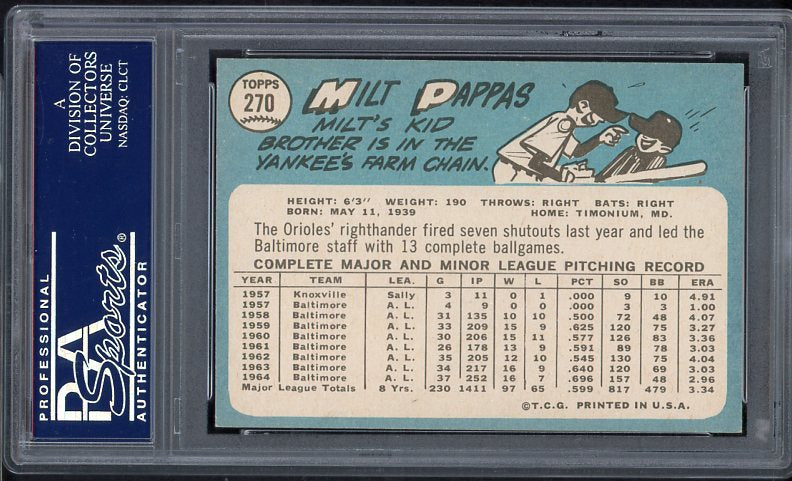 A
DIVISION OF
COLLECTORS
UNIVERSE
NASDAQ: CLCT
PROFESSIONAL
PSA
Sports®
AUTHENTICATOR
TOPPS
270
MILT PAPPAS
MILT'S KID
BROTHER IS IN THE
YANKEE'S FARM CHAIN.
HEIGHT: 6'3" WEIGHT: 190 THROWS: RIGHT BATS: RIGHT
BORN: MAY 11, 1939 HOME: TIMONIUM, MD.
The Orioles' righthander fired seven shutouts last year and led the
Baltimore staff with 13 complete ballgames.
COMPLETE MAJOR AND MINOR LEAGUE PITCHING RECORD
YEAR TEAM LEA. G IP W L PCT SO BB ERA
1957 Knoxville Sally 3 11 0 1 .000 9 10 4.91
1957 Baltimore A. L. 4 9 0 0 .000 3 3 1.00
1958 Baltimore A. L. 31 135 10 10 .500 72 48 4.07
1959 Baltimore A. L. 33 209 15 9 .625 120 75 3.27
1960 Baltimore A. L. 30 206 15 11 .577 126 83 3.36
1961 Baltimore A. L. 26 178 13 9 .591 89 78 3.03
1962 Baltimore A. L. 35 205 12 10 .545 130 75 4.04
1963 Baltimore A. L. 34 217 16 9 .640 120 69 3.03
1964 Baltimore A. L. 37 252 16 7 .696 157 48 2.96
Major League Totals 8 Yrs. 230 1411 97 65 .599 817 479 3.34
©T.C.G. PRINTED IN U.S.A.